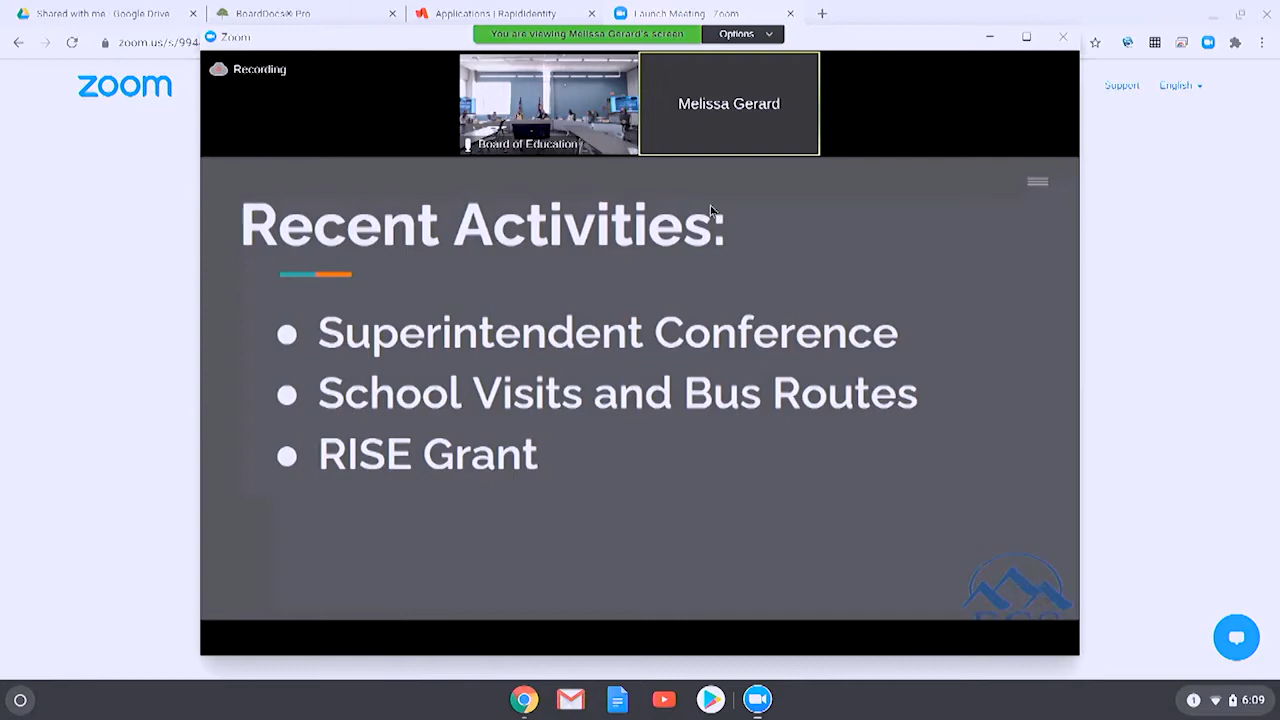 Shared with me - Google Drive
BoardDocs® Pro
Applications | RapidIdentity
Launch Meeting - Zoom
zoom.us/s/994
Zoom
You are viewing Melissa Gerard's screen
Options
zoom
Support
English
Recording
Board of Education
Melissa Gerard
Recent Activities:
● Superintendent Conference
● School Visits and Bus Routes
● RISE Grant
1
6:09